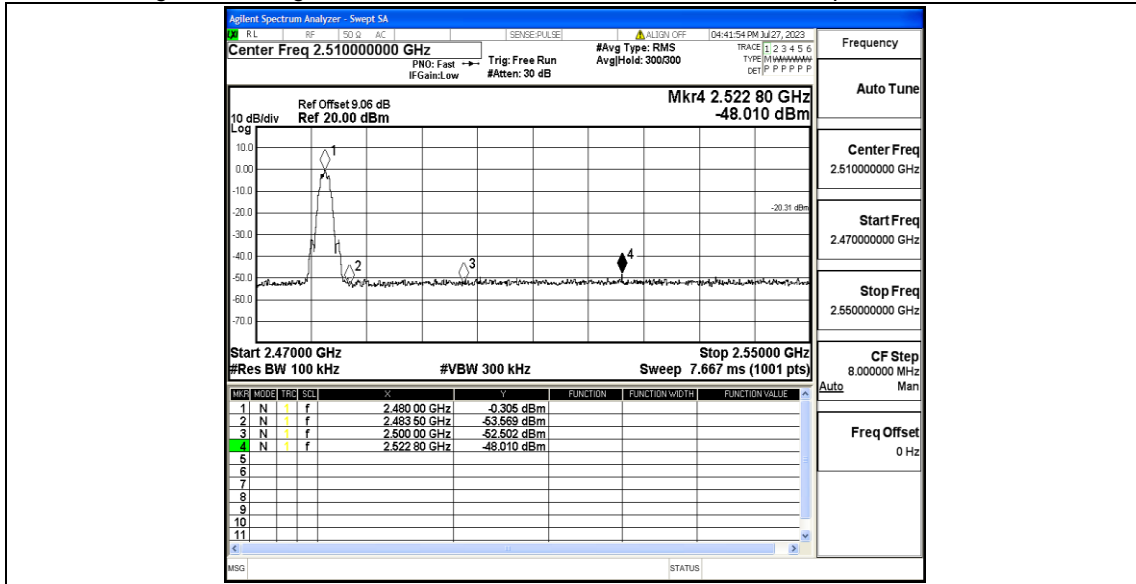 Agilent Spectrum Analyzer - Swept SA
RL RF 50 Ω AC SENSE:PULSE ALIGN OFF 04:41:54 PM Jul 27, 2023
Center Freq 2.510000000 GHz
PNO: Fast
IFGain:Low
Trig: Free Run
#Atten: 30 dB
#Avg Type: RMS
Avg|Hold: 300/300
TRACE 1 2 3 4 5 6
TYPE M
DET P P P P P P
Ref Offset 9.06 dB
Ref 20.00 dBm
10 dB/div
Log
Mkr4 2.522 80 GHz
-48.010 dBm
10.0
0.00
-10.0
-20.0
-30.0
-40.0
-50.0
-60.0
-70.0
1
2
3
4
-20.31 dBm
Start 2.47000 GHz Stop 2.55000 GHz
#Res BW 100 kHz #VBW 300 kHz Sweep 7.667 ms (1001 pts)
MKR MODE TRC SCL X Y FUNCTION FUNCTION WIDTH FUNCTION VALUE
1 N 1 f 2.480 00 GHz -0.305 dBm
2 N 1 f 2.483 50 GHz -53.569 dBm
3 N 1 f 2.500 00 GHz -52.502 dBm
4 N 1 f 2.522 80 GHz -48.010 dBm
5
6
7
8
9
10
11
MSG STATUS
Frequency
Auto Tune
Center Freq
2.510000000 GHz
Start Freq
2.470000000 GHz
Stop Freq
2.550000000 GHz
CF Step
8.000000 MHz
Auto Man
Freq Offset
0 Hz